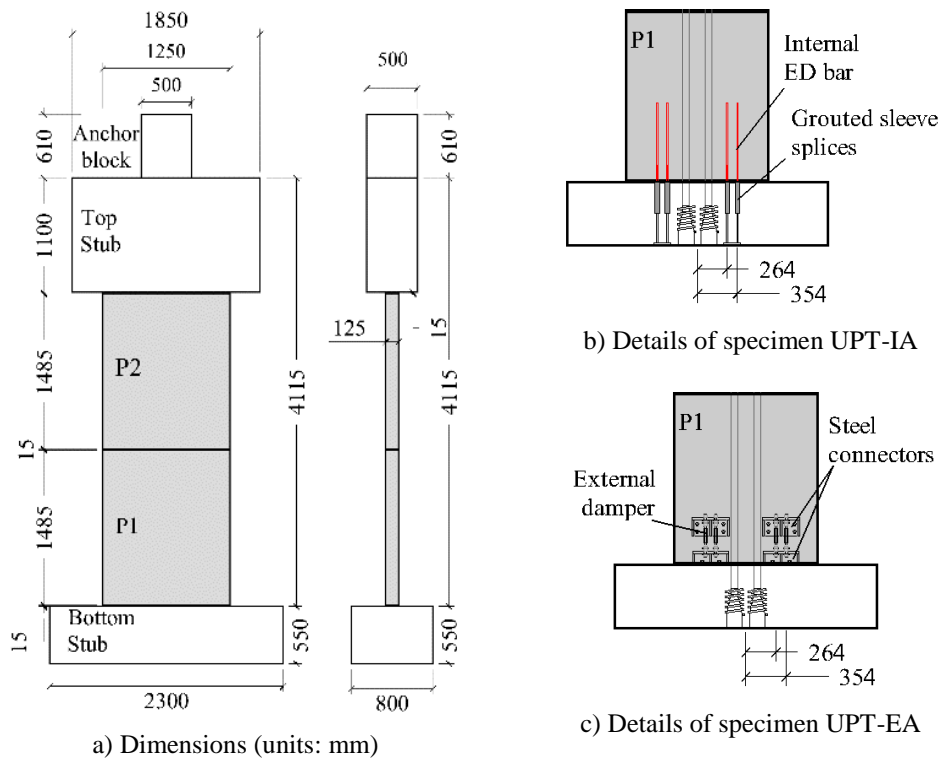 1850
1250
500
500
610
Anchor
block
610
1100
Top
Stub
125
15
1485
P2
4115
4115
15
1485
P1
15
Bottom
Stub
550
550
2300
800
a) Dimensions (units: mm)
P1
Internal
ED bar
Grouted sleeve
splices
264
354
b) Details of specimen UPT-IA
P1
Steel
connectors
External
damper
264
354
c) Details of specimen UPT-EA